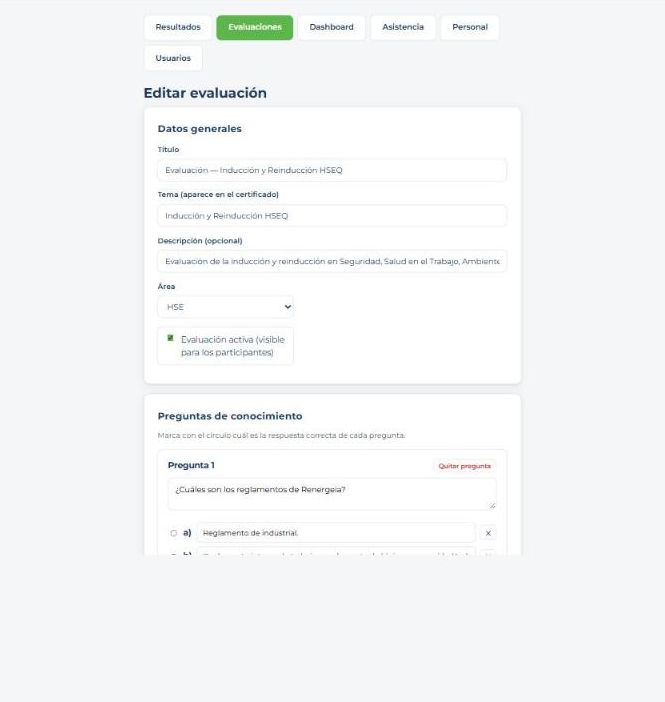 Resultados
Evaluaciones
Dashboard
Asistencia
Personal
Usuarios
Editar evaluación
Datos generales
Título
Evaluación — Inducción y Reinducción HSEQ
Tema (aparece en el certificado)
Inducción y Reinducción HSEQ
Descripción (opcional)
Evaluación de la inducción y reinducción en Seguridad, Salud en el Trabajo, Ambiente
Área
HSE
Evaluación activa (visible
para los participantes)
Preguntas de conocimiento
Marca con el círculo cuál es la respuesta correcta de cada pregunta.
Pregunta 1
Quitar pregunta
¿Cuáles son los reglamentos de Renergeia?
a)
Reglamento de industrial.
X